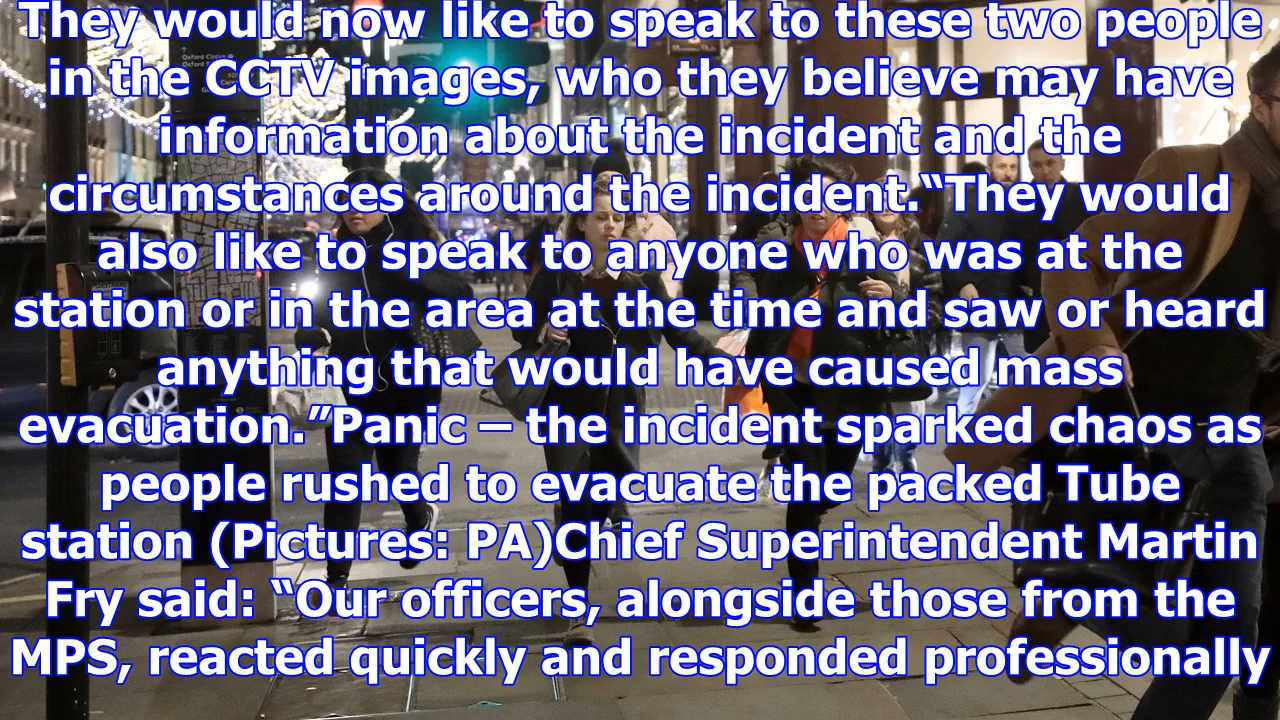 They would now like to speak to these two people
in the CCTV images, who they believe may have
information about the incident and the
circumstances around the incident.“They would
also like to speak to anyone who was at the
station or in the area at the time and saw or heard
anything that would have caused mass
evacuation.”Panic – the incident sparked chaos as
people rushed to evacuate the packed Tube
station (Pictures: PA)Chief Superintendent Martin
Fry said: “Our officers, alongside those from the
MPS, reacted quickly and responded professionally